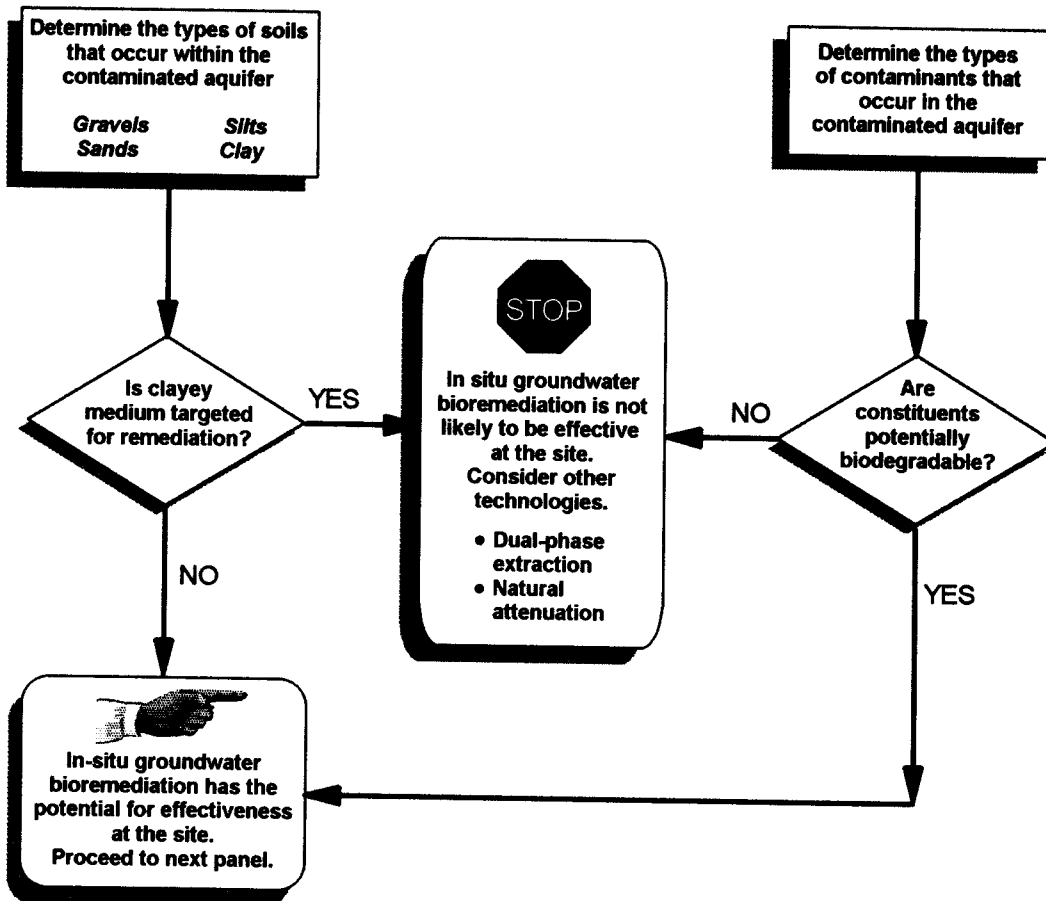 Determine the types of soils
that occur within the
contaminated aquifer
Gravels Silts
Sands Clay
Determine the types
of contaminants that
occur in the
contaminated aquifer
STOP
In situ groundwater
bioremediation is not
likely to be effective
at the site.
Consider other
technologies.
• Dual-phase
extraction
• Natural
attenuation
Is clayey
medium targeted
for remediation?
YES
NO
Are
constituents
potentially
biodegradable?
NO
YES
In-situ groundwater
bioremediation has the
potential for effectiveness
at the site.
Proceed to next panel.